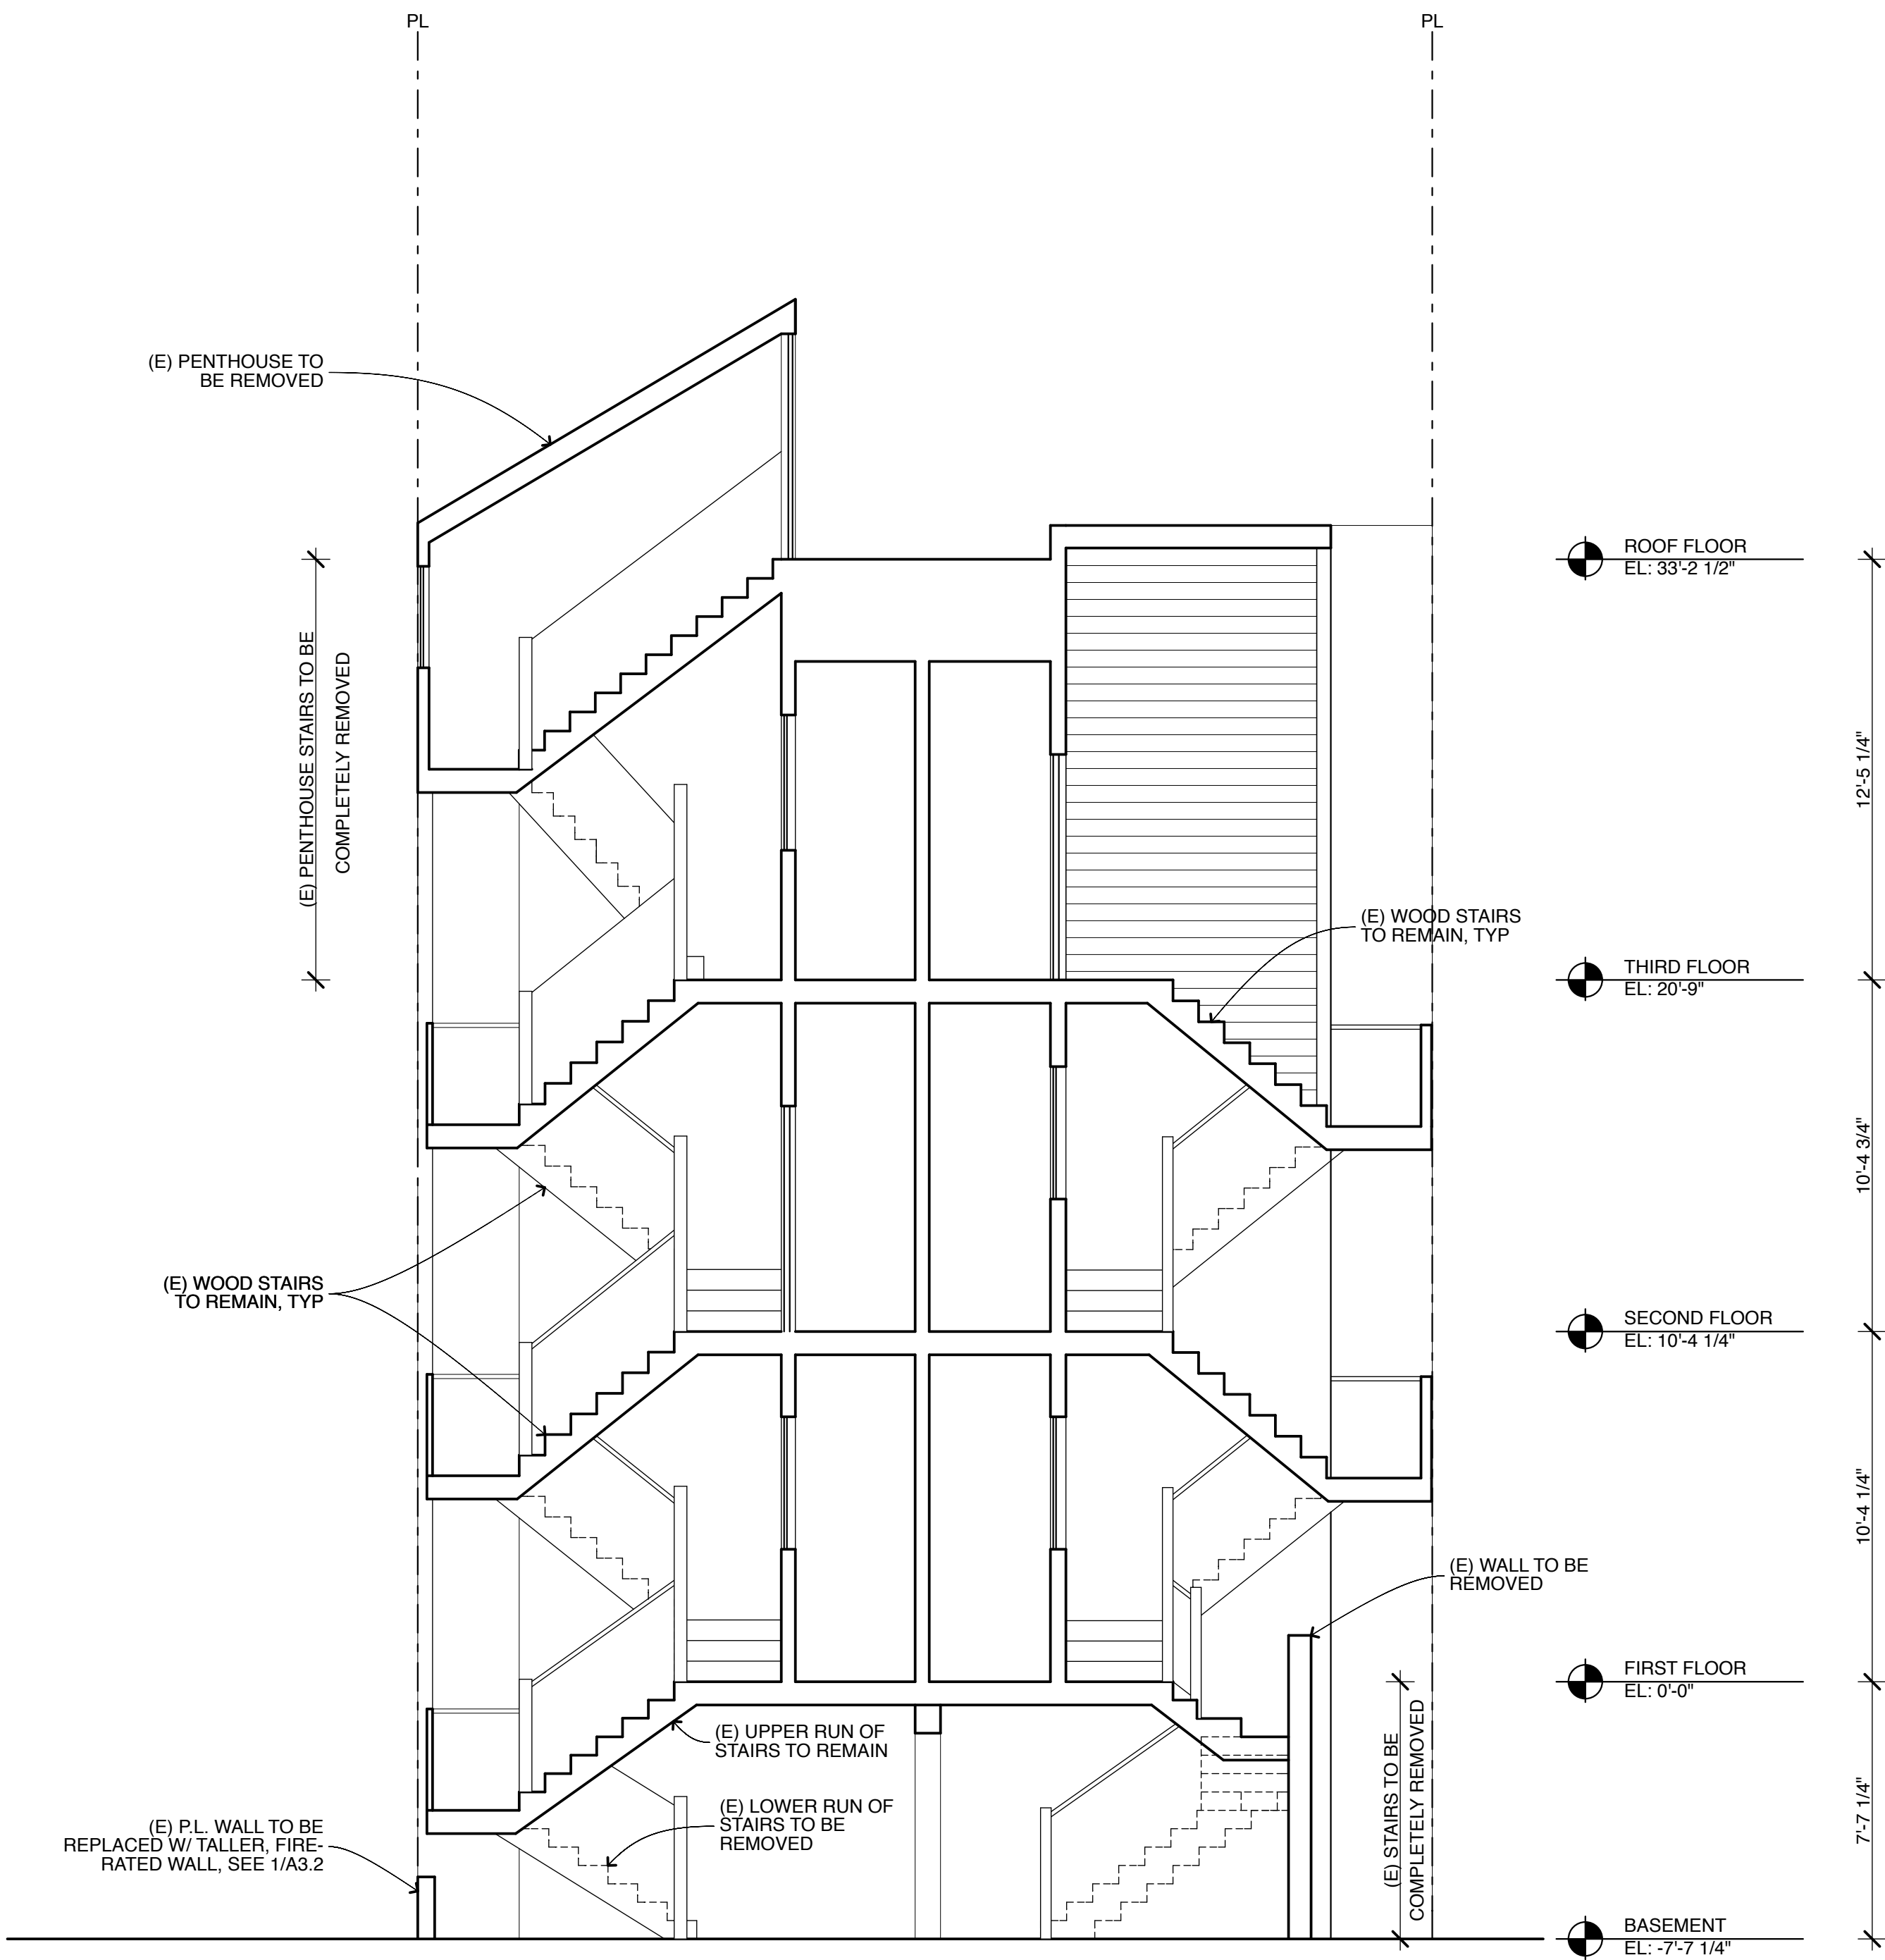 PL
PL
(E) PENTHOUSE TO
BE REMOVED
ROOF FLOOR
EL: 33'-2 1/2"
(E) PENTHOUSE STAIRS TO BE
COMPLETELY REMOVED
12'-5 1/4"
(E) WOOD STAIRS
TO REMAIN, TYP
THIRD FLOOR
EL: 20'-9"
10'-4 3/4"
(E) WOOD STAIRS
TO REMAIN, TYP
SECOND FLOOR
EL: 10'-4 1/4"
10'-4 1/4"
(E) WALL TO BE
REMOVED
FIRST FLOOR
EL: 0'-0"
(E) UPPER RUN OF
STAIRS TO REMAIN
(E) LOWER RUN OF
STAIRS TO BE
REMOVED
(E) STAIRS TO BE
COMPLETELY REMOVED
7'-7 1/4"
(E) P.L. WALL TO BE
REPLACED W/ TALLER, FIRE-
RATED WALL, SEE 1/A3.2
BASEMENT
EL: -7'-7 1/4"